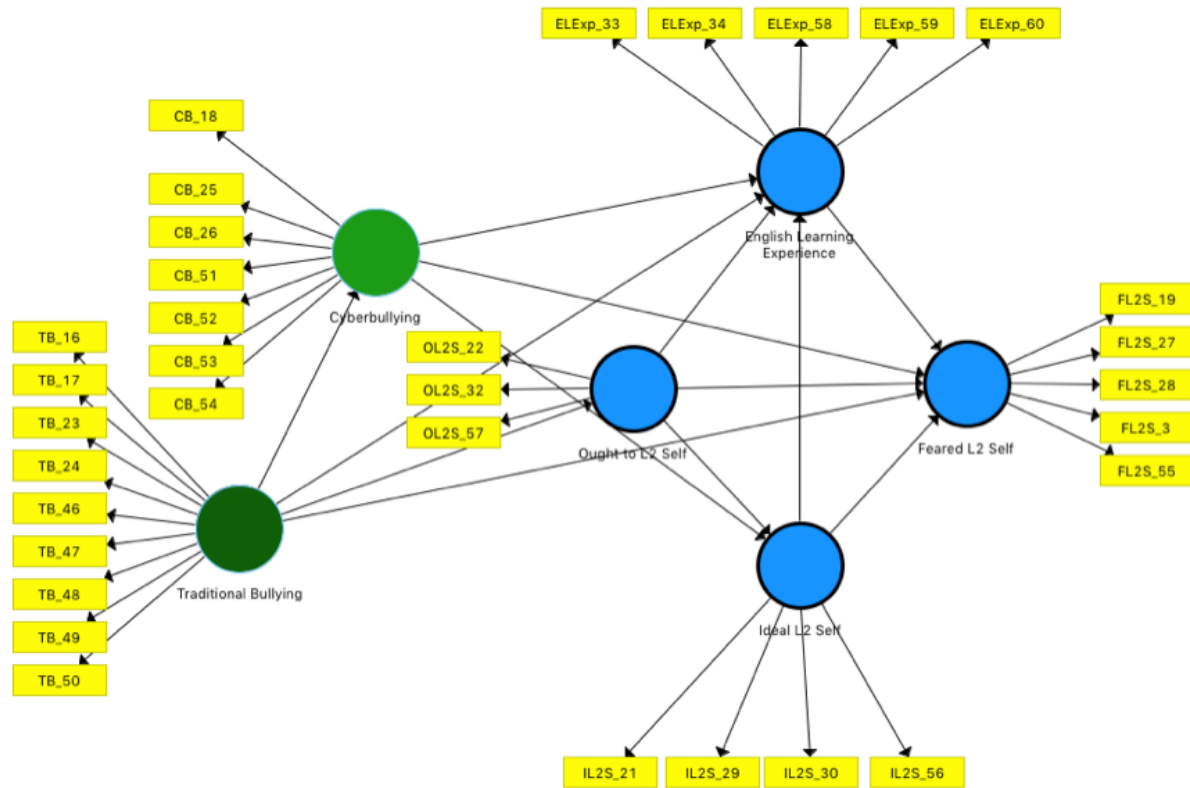 ELExp_33
ELExp_34
ELExp_58
ELExp_59
ELExp_60
CB_18
CB_25
CB_26
CB_51
CB_52
CB_53
CB_54
Cyberbullying
English Learning
Experience
TB_16
TB_17
TB_23
TB_24
TB_46
TB_47
TB_48
TB_49
TB_50
Traditional Bullying
OL2S_22
OL2S_32
OL2S_57
Ought to L2 Self
FL2S_19
FL2S_27
FL2S_28
FL2S_3
FL2S_55
Feared L2 Self
Ideal L2 Self
IL2S_21
IL2S_29
IL2S_30
IL2S_56